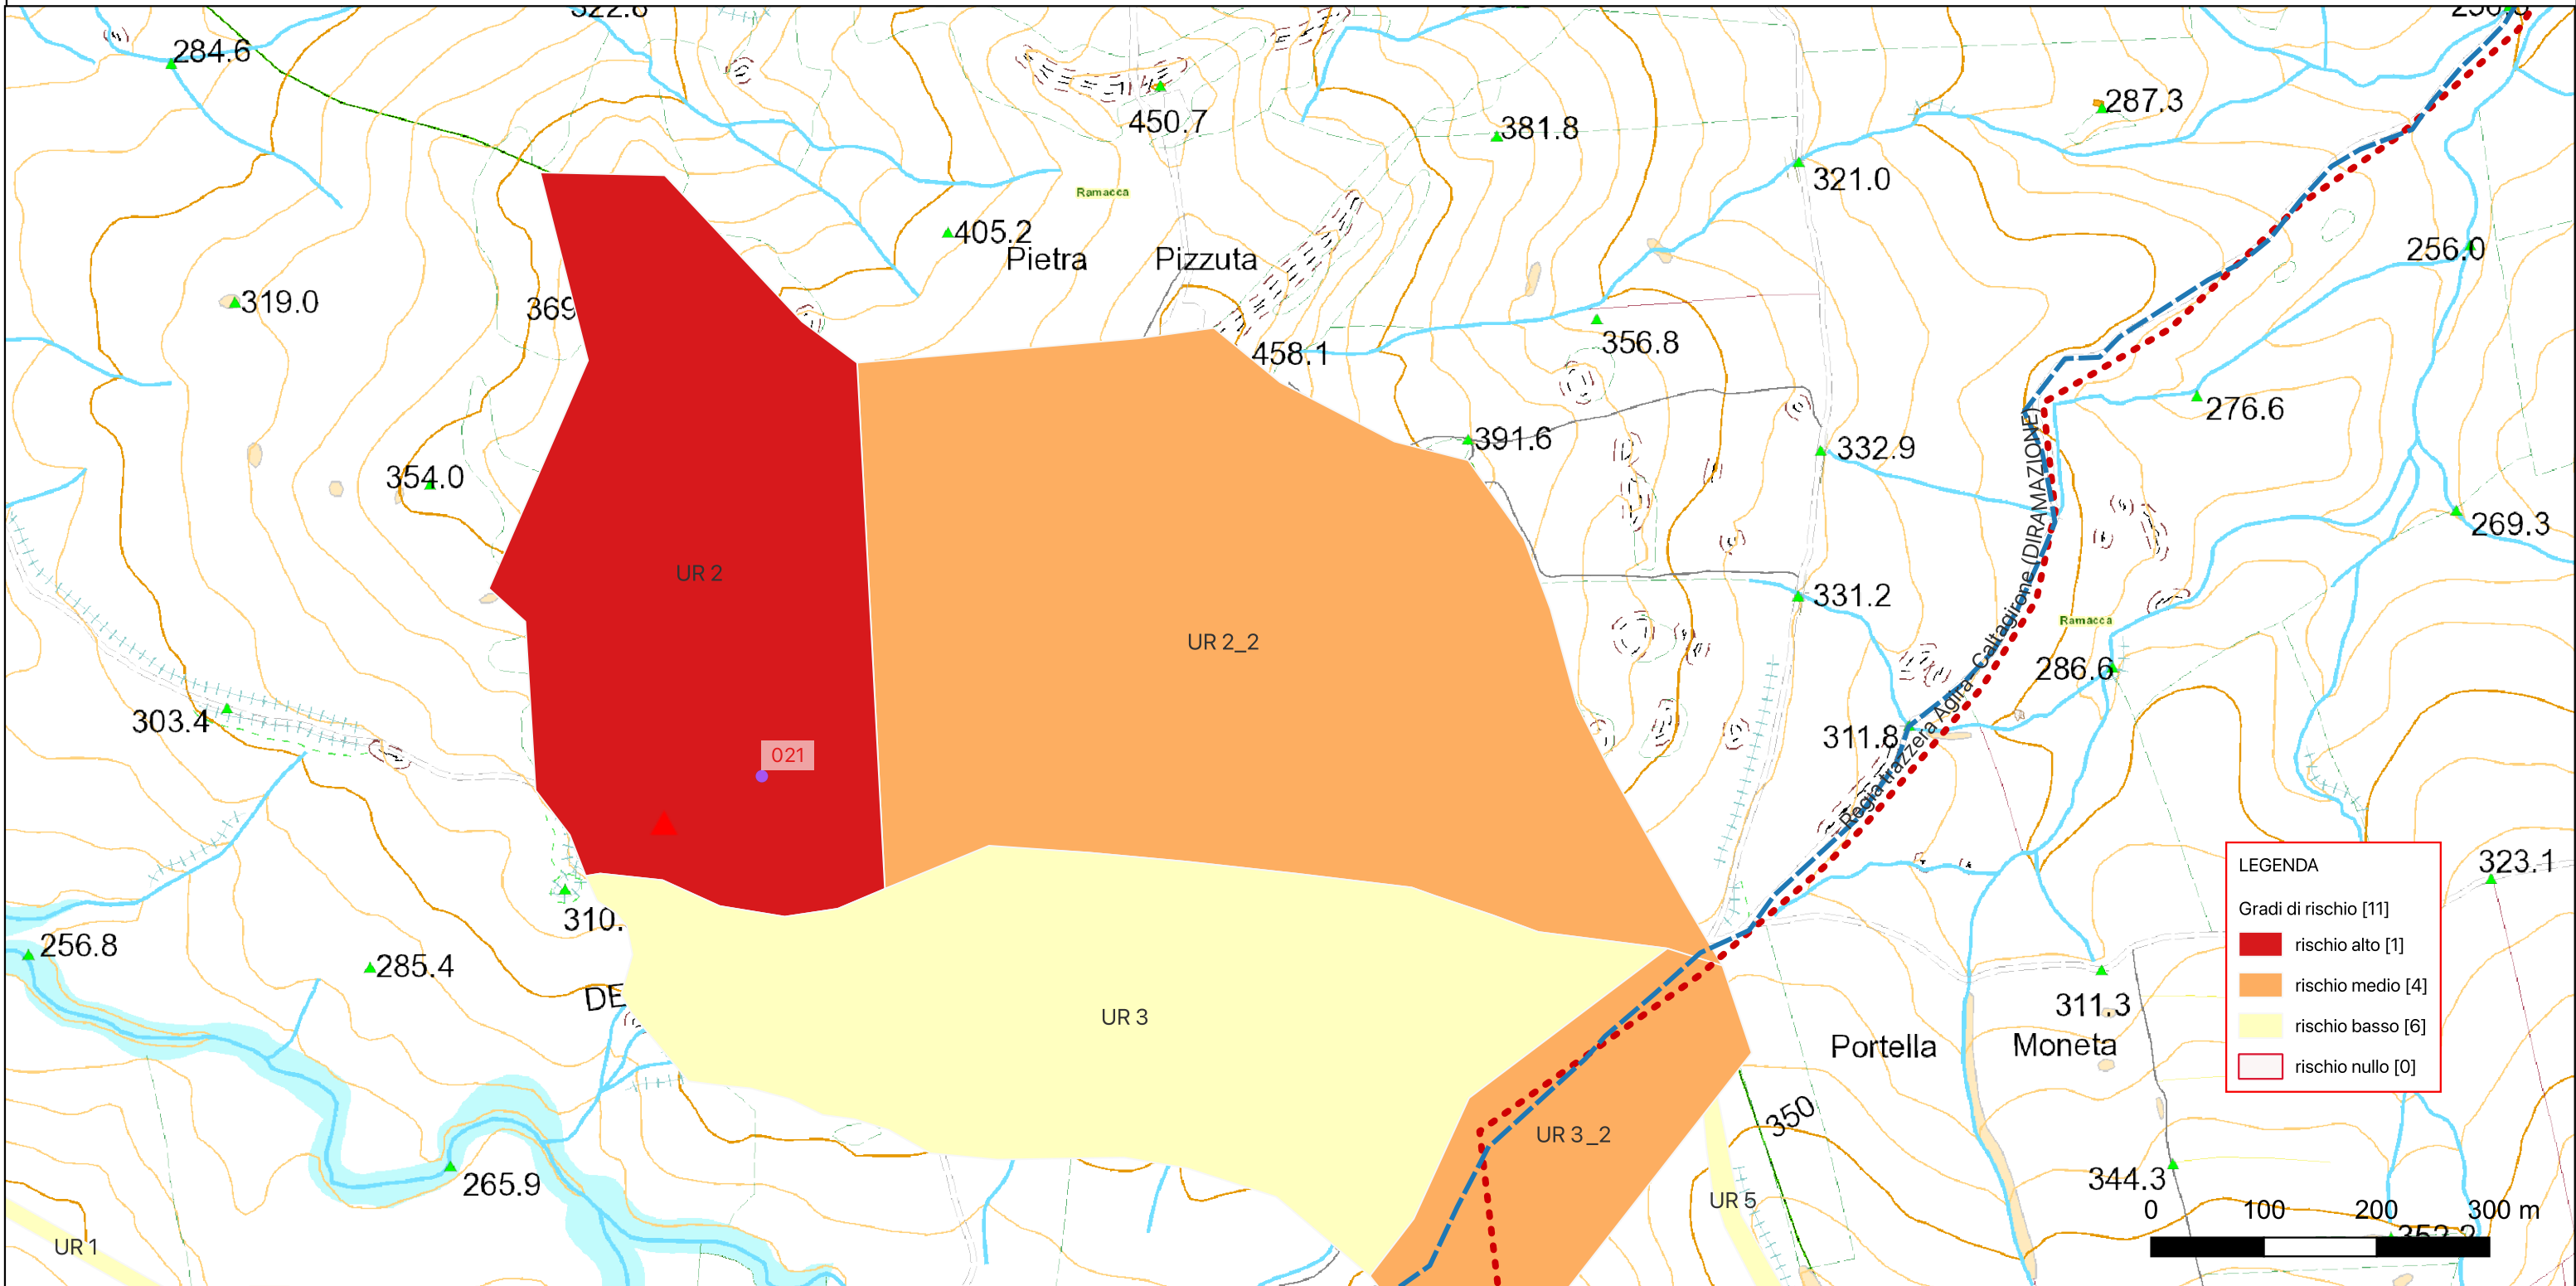 322.8
284.6
450.7
287.3
381.8
321.0
Ramacca
405.2
Pietra Pizzuta
256.0
319.0
369
458.1
356.8
276.6
391.6
332.9
354.0
269.3
UR 2
331.2
Ramacca
UR 2_2
286.6
303.4
311.8
Regia trazzera Agira - Caltagirone (DIRAMAZIONE)
021
310.
256.8
285.4
DE
UR 3
311.3
323.1
Portella Moneta
350
UR 3_2
265.9
344.3
UR 5
UR 1
LEGENDA
Gradi di rischio [11]
rischio alto [1]
rischio medio [4]
rischio basso [6]
rischio nullo [0]
0 100 200 300 m